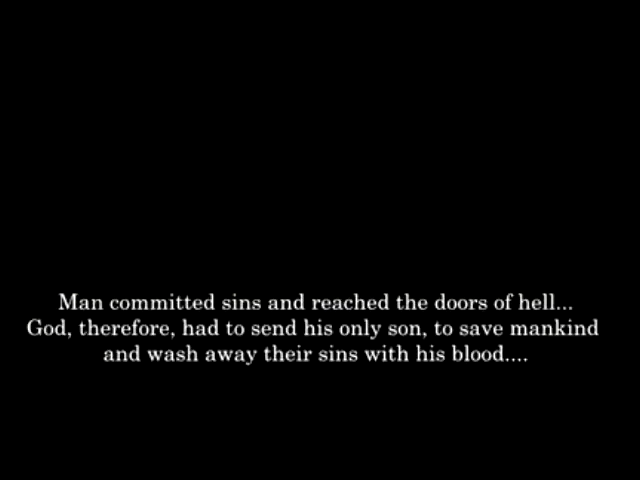 Man committed sins and reached the doors of hell...
God, therefore, had to send his only son, to save mankind
and wash away their sins with his blood....